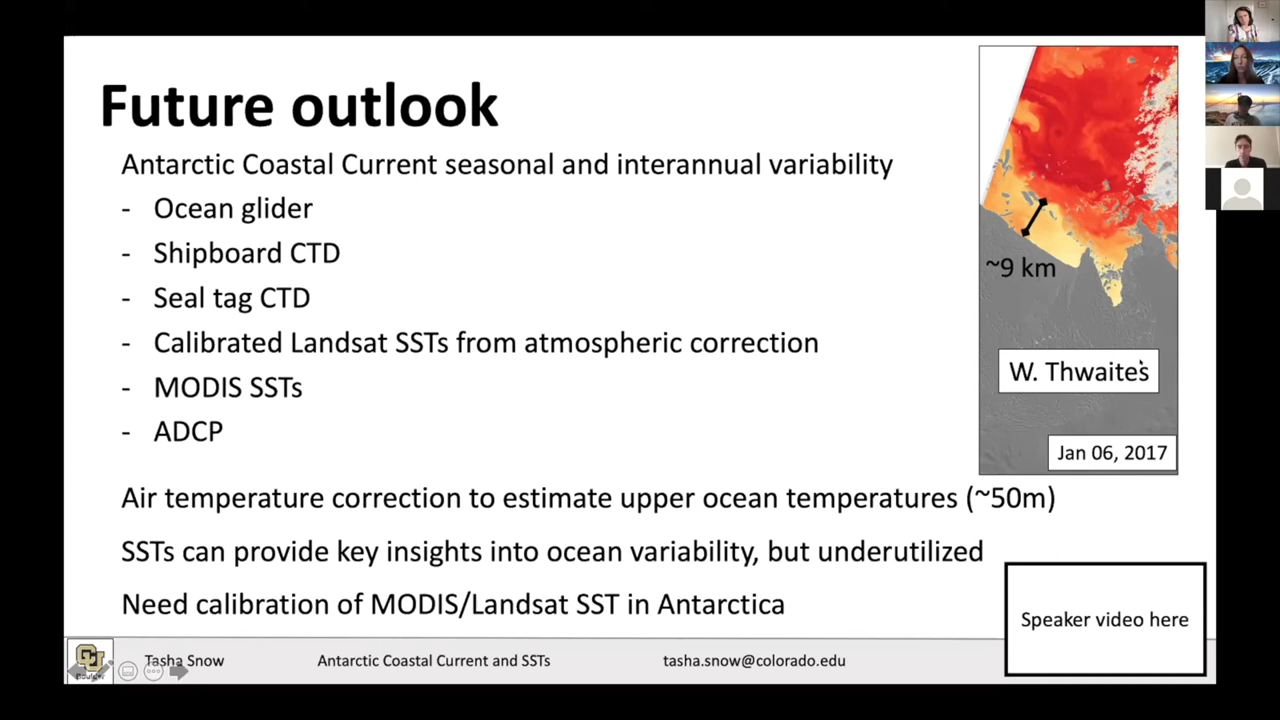 Future outlook
Antarctic Coastal Current seasonal and interannual variability
- Ocean glider
- Shipboard CTD
- Seal tag CTD
- Calibrated Landsat SSTs from atmospheric correction
- MODIS SSTs
- ADCP
~9 km
W. Thwaites
Jan 06, 2017
Air temperature correction to estimate upper ocean temperatures (~50m)
SSTs can provide key insights into ocean variability, but underutilized
Need calibration of MODIS/Landsat SST in Antarctica
Speaker video here
CU
Boulder
Tasha Snow
Antarctic Coastal Current and SSTs
tasha.snow@colorado.edu